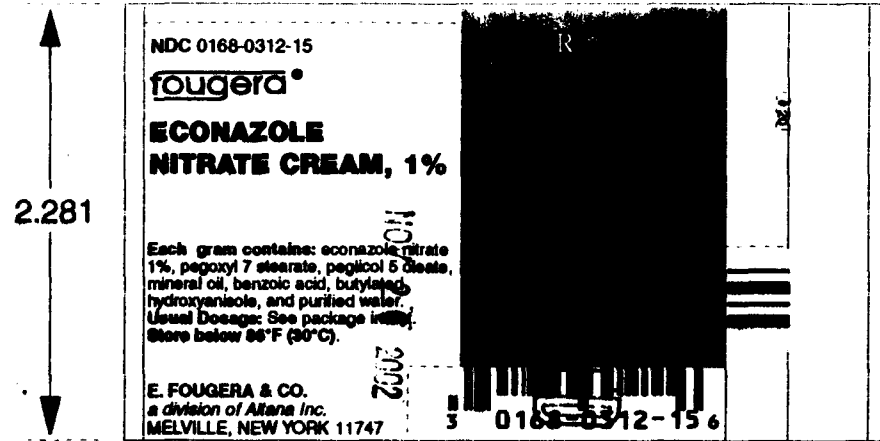 NDC 0168-0312-15
fougera®
ECONAZOLE
NITRATE CREAM, 1%
2.281
Each gram contains: econazole nitrate
1%, pegoxyl 7 stearate, peglicol 5 oleate,
mineral oil, benzoic acid, butylated
hydroxyanisole, and purified water.
Usual Dosage: See package
Store below 86°F (30°C).
E. FOUGERA & CO.
a division of Altana Inc.
MELVILLE, NEW YORK 11747
R
NOV
2002
3 0168-0312-15 6